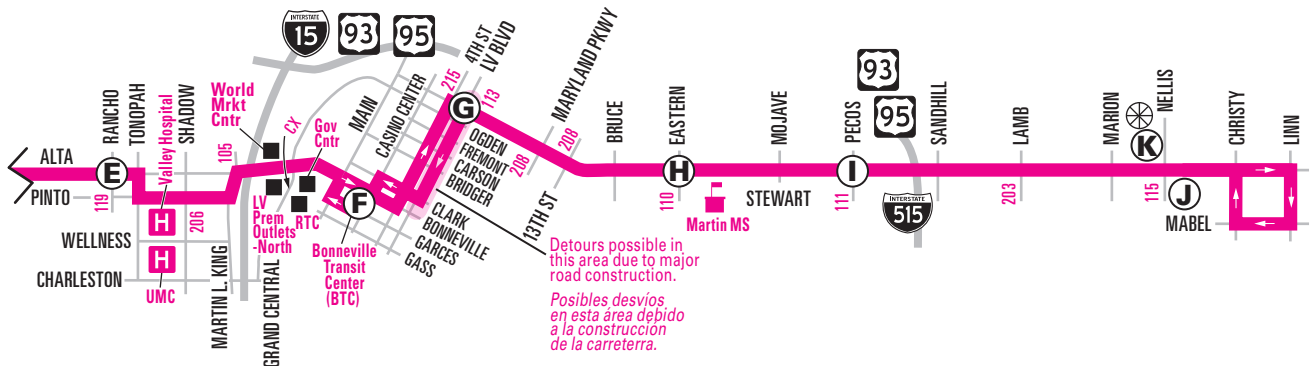 INTERSTATE
15
93
95
4TH ST
LV BLVD
215
113
MARYLAND PKWY
208
208
93
95
World
Mrkt
Cntr
CX
Gov
Cntr
MAIN
CASINO CENTER
RANCHO
TONOPAH
Valley Hospital
SHADOW
105
G
OGDEN
FREMONT
CARSON
BRIDGER
BRUCE
EASTERN
MOJAVE
PECOS
SANDHILL
LAMB
MARION
NELLIS
K
CHRISTY
LINN
ALTA
E
PINTO
119
H
206
H
UMC
WELLNESS
CHARLESTON
MARTIN L. KING
GRAND CENTRAL
LV
Prem
Outlets
-North
RTC
F
Bonneville
Transit
Center
(BTC)
CLARK
BONNEVILLE
GARCES
GASS
13TH ST
H
110
Martin MS
STEWART
I
111
INTERSTATE
515
203
115
J
MABEL
Detours possible in
this area due to major
road construction.
Posibles desvíos
en esta área debido
a la construcción
de la carreterra.